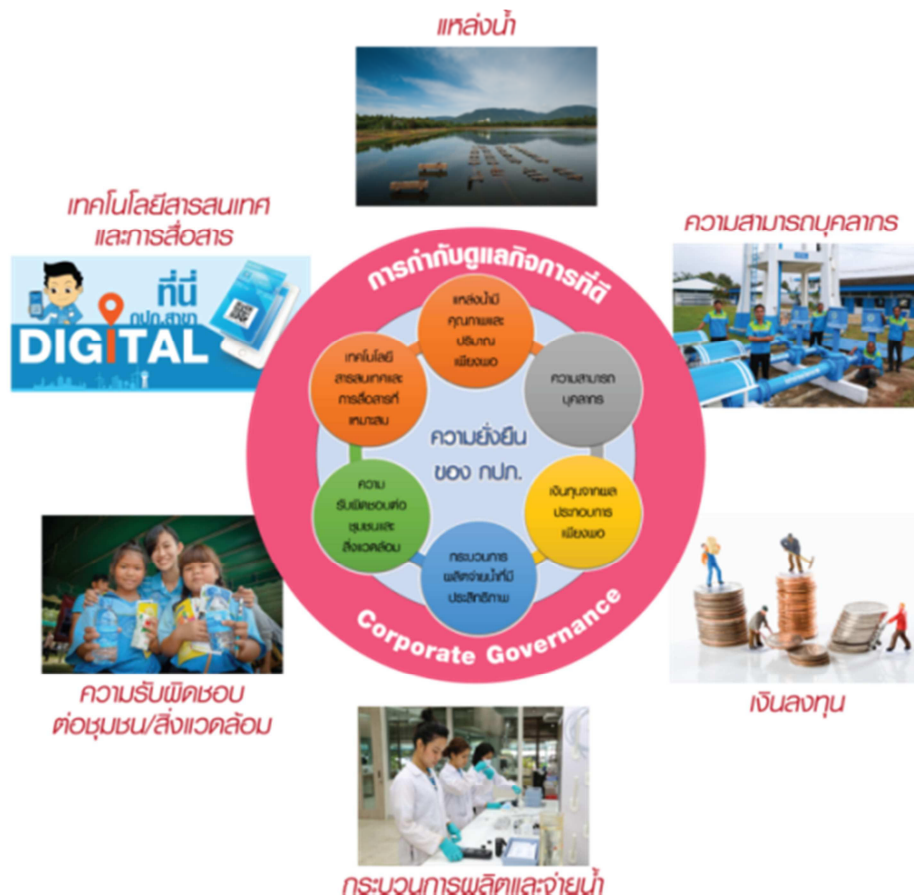 แหล่งน้ำ
เทคโนโลยีสารสนเทศ
และการสื่อสาร
ความสามารถบุคลากร
ที่นี่
กปภ.สาขา
DIGITAL
การกำกับดูแลกิจการที่ดี
แหล่งน้ำมี
คุณภาพและ
ปริมาณ
เพียงพอ
เทคโนโลยี
สารสนเทศและ
การสื่อสารที่
เหมาะสม
ความสามารถ
บุคลากร
ความยั่งยืน
ของ กปภ.
ความ
รับผิดชอบต่อ
ชุมชนและ
สิ่งแวดล้อม
เงินทุนจากผล
ประกอบการ
เพียงพอ
กระบวนการ
ผลิตจ่ายน้ำที่มี
ประสิทธิภาพ
Corporate Governance
ความรับผิดชอบ
ต่อชุมชน/สิ่งแวดล้อม
เงินลงทุน
กระบวนการผลิตและจ่ายน้ำ